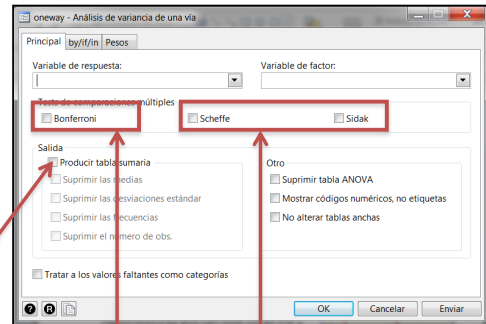 oneway - Análisis de varianza de una vía
Principal by/if/in Pesos
Variable de respuesta:
Variable de factor:
Tests de comparaciones múltiples
Bonferroni
Scheffe
Sidak
Salida
Producir tabla sumaria
Suprimir las medias
Suprimir las desviaciones estándar
Suprimir las frecuencias
Suprimir el número de obs.
Otro
Suprimir tabla ANOVA
Mostrar códigos numéricos, no etiquetas
No alterar tablas anchas
Tratar a los valores faltantes como categorías
? R
OK Cancelar Enviar